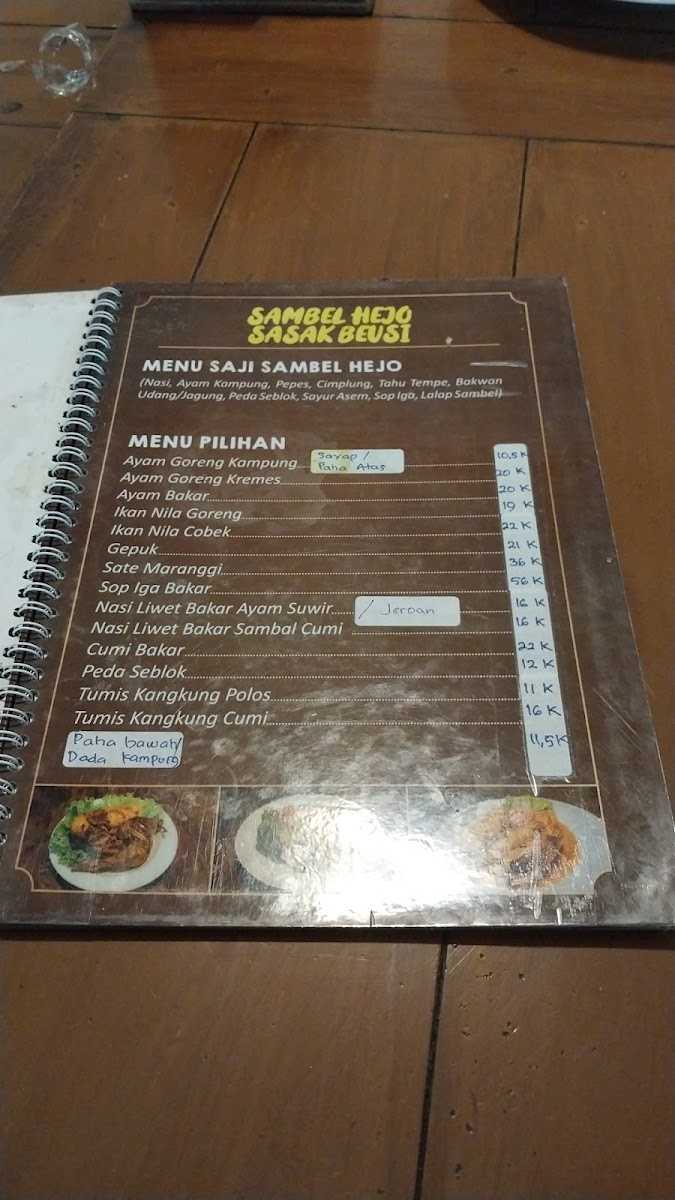 SAMBEL HEJO
SASAK BEUSI
MENU SAJI SAMBEL HEJO
(Nasi, Ayam Kampung, Pepes, Cimplung, Tahu Tempe, Bakwan
Udang/Jagung, Peda Seblok, Sayur Asem, Sop Iga, Lalap Sambel)
MENU PILIHAN
Ayam Goreng Kampung Sayap / Paha Atas 10,5 K
Ayam Goreng Kremes 20 K
Ayam Bakar 20 K
Ikan Nila Goreng 19 K
Ikan Nila Cobek 22 K
Gepuk 21 K
Sate Maranggi 36 K
Sop Iga Bakar 56 K
Nasi Liwet Bakar Ayam Suwir / Jeroan 16 K
Nasi Liwet Bakar Sambal Cumi 16 K
Cumi Bakar 22 K
Peda Seblok 12 K
Tumis Kangkung Polos 11 K
Tumis Kangkung Cumi 16 K
Paha bawah/
Dada Kampung 11,5 K